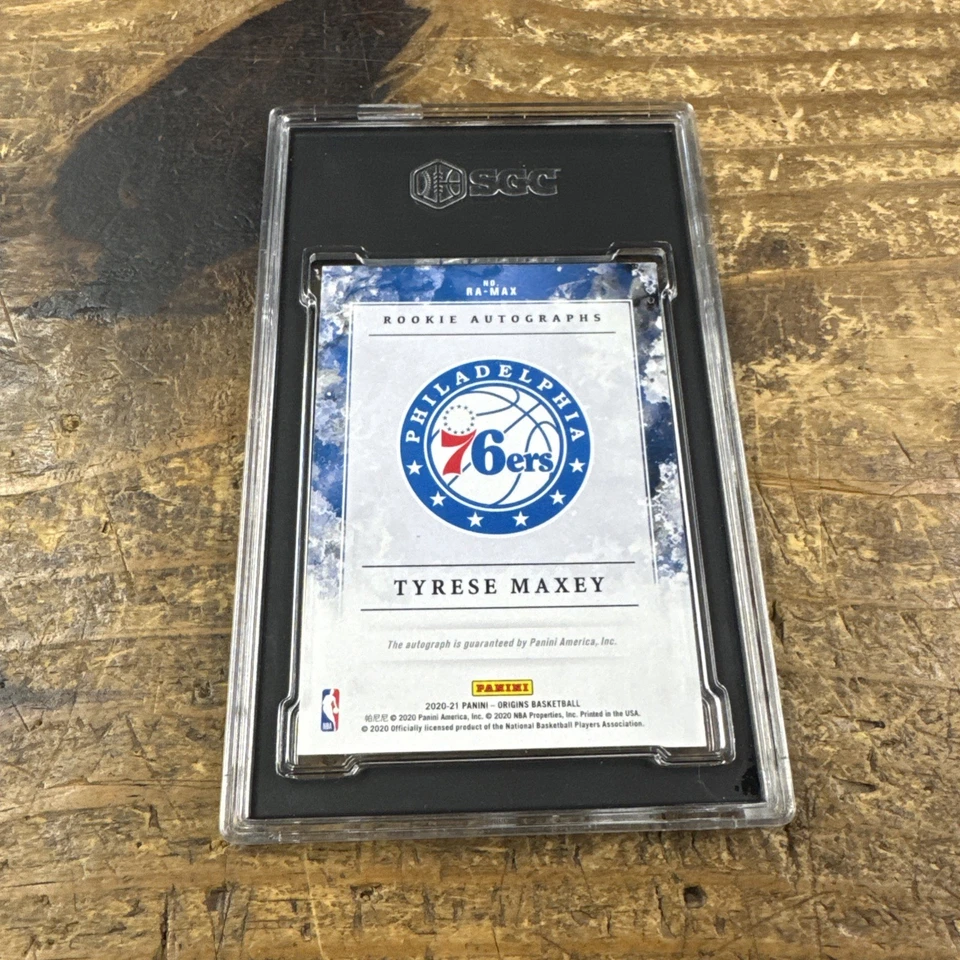 SGC
NO.
RA-MAX
ROOKIE AUTOGRAPHS
PHILADELPHIA
76ers
TYRESE MAXEY
The autograph is guaranteed by Panini America, Inc.
PANINI
2020-21 PANINI – ORIGINS BASKETBALL
帕尼尼 © 2020 Panini America, Inc. © 2020 NBA Properties, Inc. Printed in the USA.
© 2020 Officially licensed product of the National Basketball Players Association.
NBA